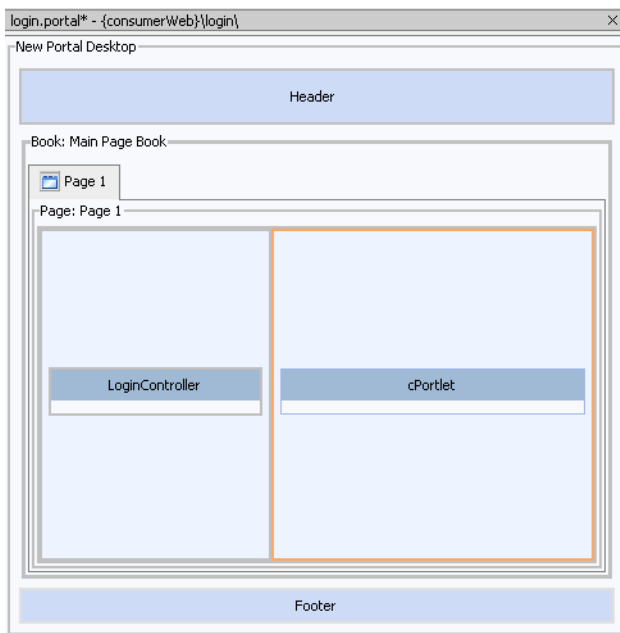 login.portal* - {consumerWeb}\login\
New Portal Desktop
Header
Book: Main Page Book
Page 1
Page: Page 1
LoginController
cPortlet
Footer